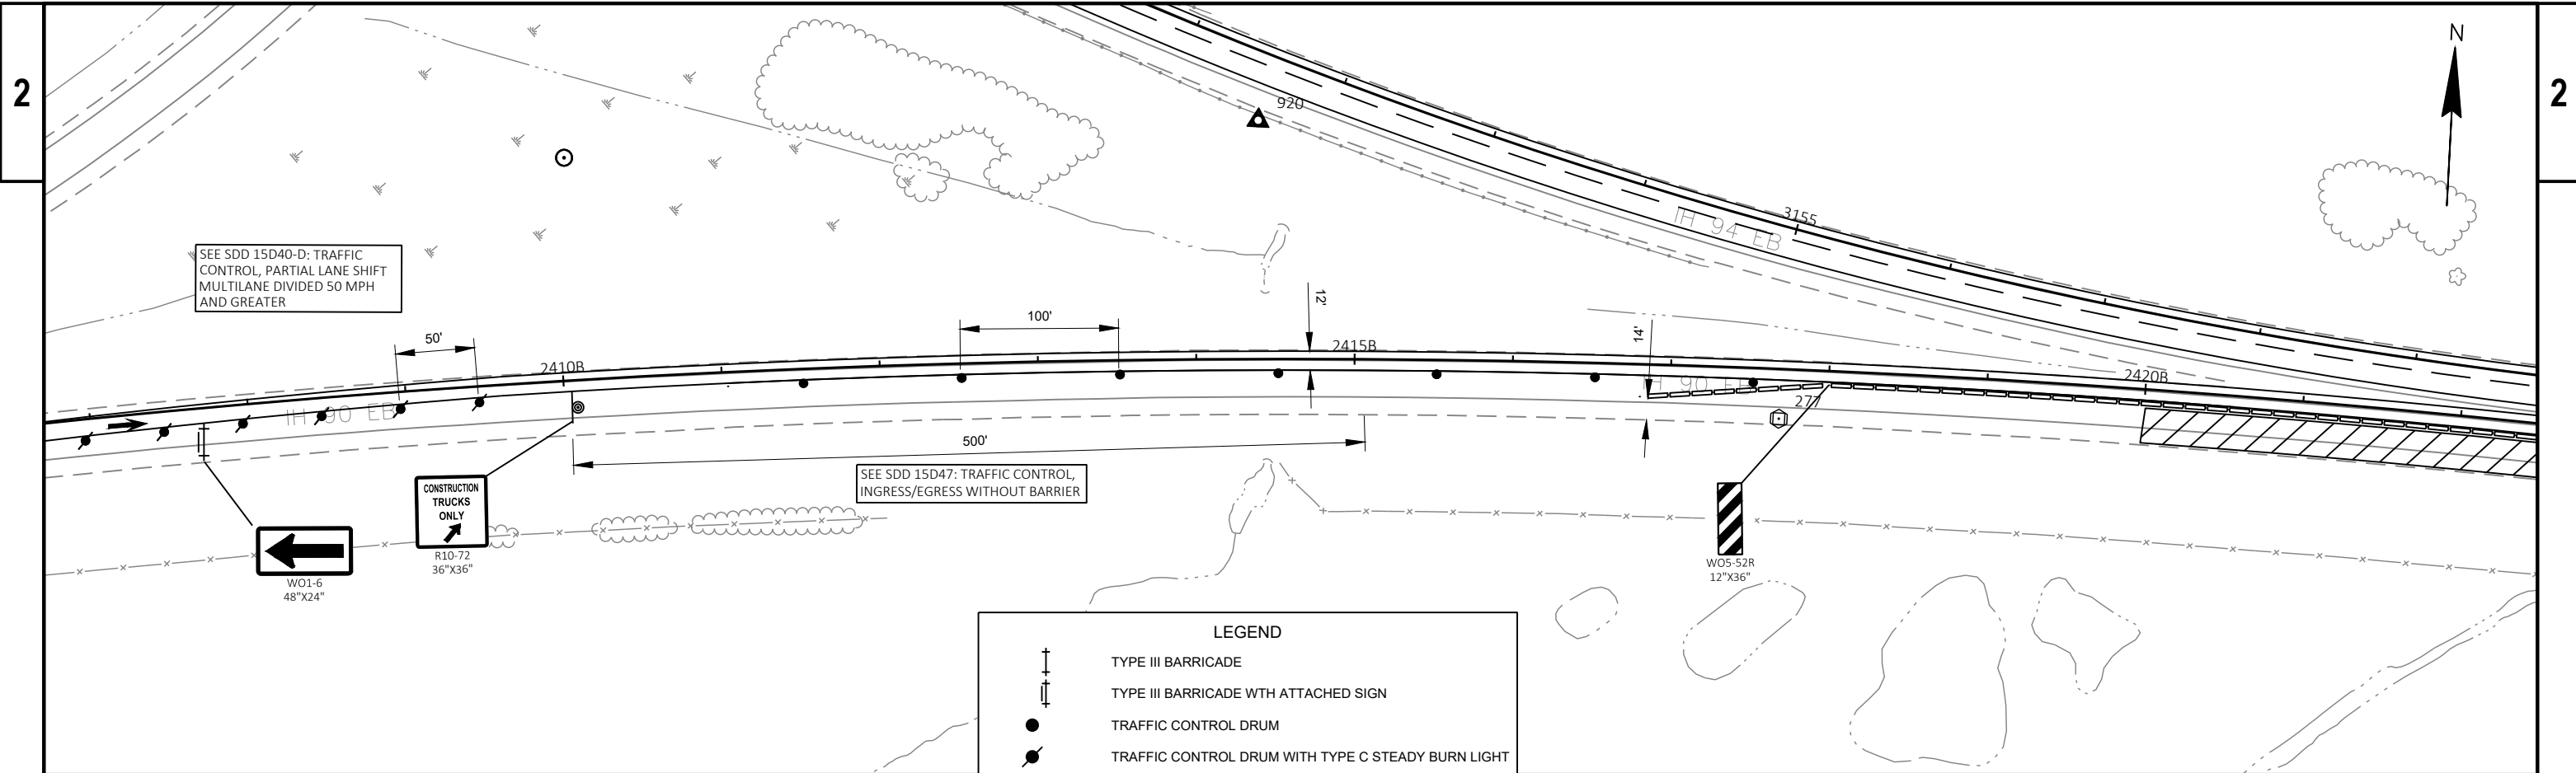 2
2
N
920
3155
IH 94 EB
SEE SDD 15D40-D: TRAFFIC
CONTROL, PARTIAL LANE SHIFT
MULTILANE DIVIDED 50 MPH
AND GREATER
12'
100'
14'
50'
2415B
2410B
2420B
IH 90 EB
IH 90 EB
277
500'
SEE SDD 15D47: TRAFFIC CONTROL,
INGRESS/EGRESS WITHOUT BARRIER
CONSTRUCTION
TRUCKS
ONLY
R10-72
36"X36"
WO1-6
48"X24"
WO5-52R
12"X36"
LEGEND
TYPE III BARRICADE
TYPE III BARRICADE WTH ATTACHED SIGN
TRAFFIC CONTROL DRUM
TRAFFIC CONTROL DRUM WITH TYPE C STEADY BURN LIGHT